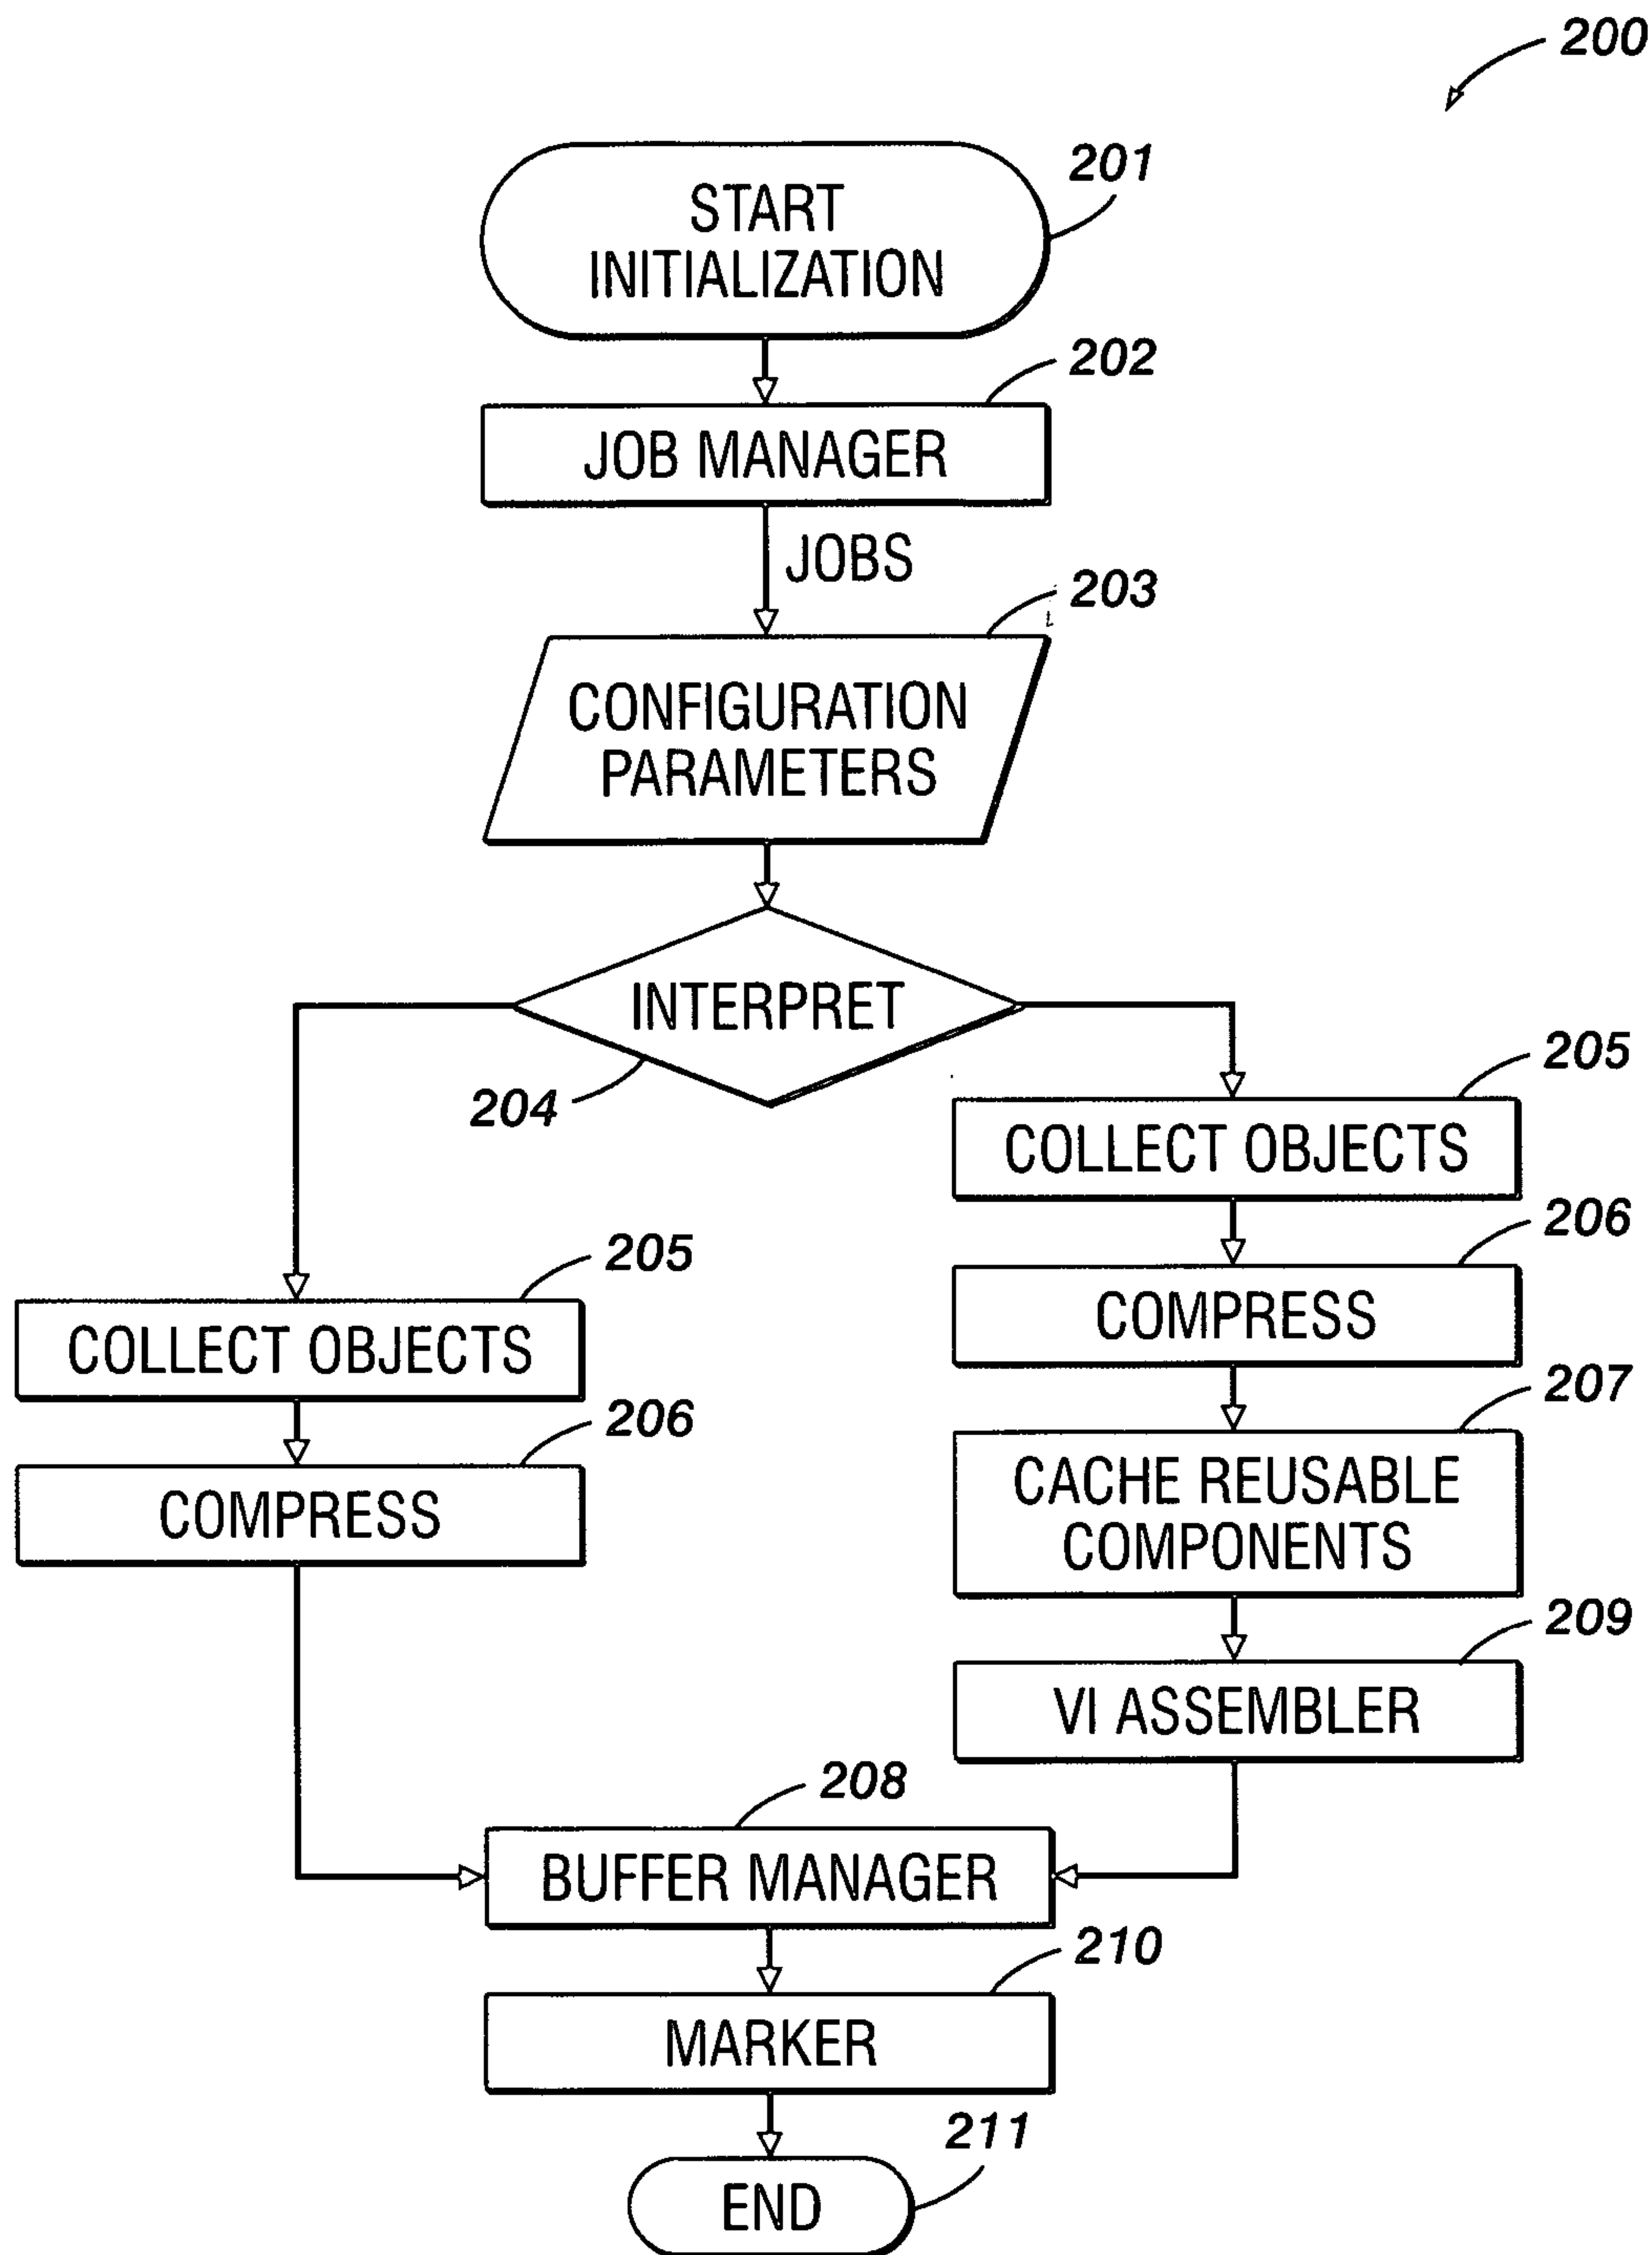 200
201
START
INITIALIZATION
202
JOB MANAGER
JOBS
203
CONFIGURATION
PARAMETERS
INTERPRET
204
205
COLLECT OBJECTS
206
COMPRESS
205
COLLECT OBJECTS
206
COMPRESS
207
CACHE REUSABLE
COMPONENTS
209
VI ASSEMBLER
208
BUFFER MANAGER
210
MARKER
211
END